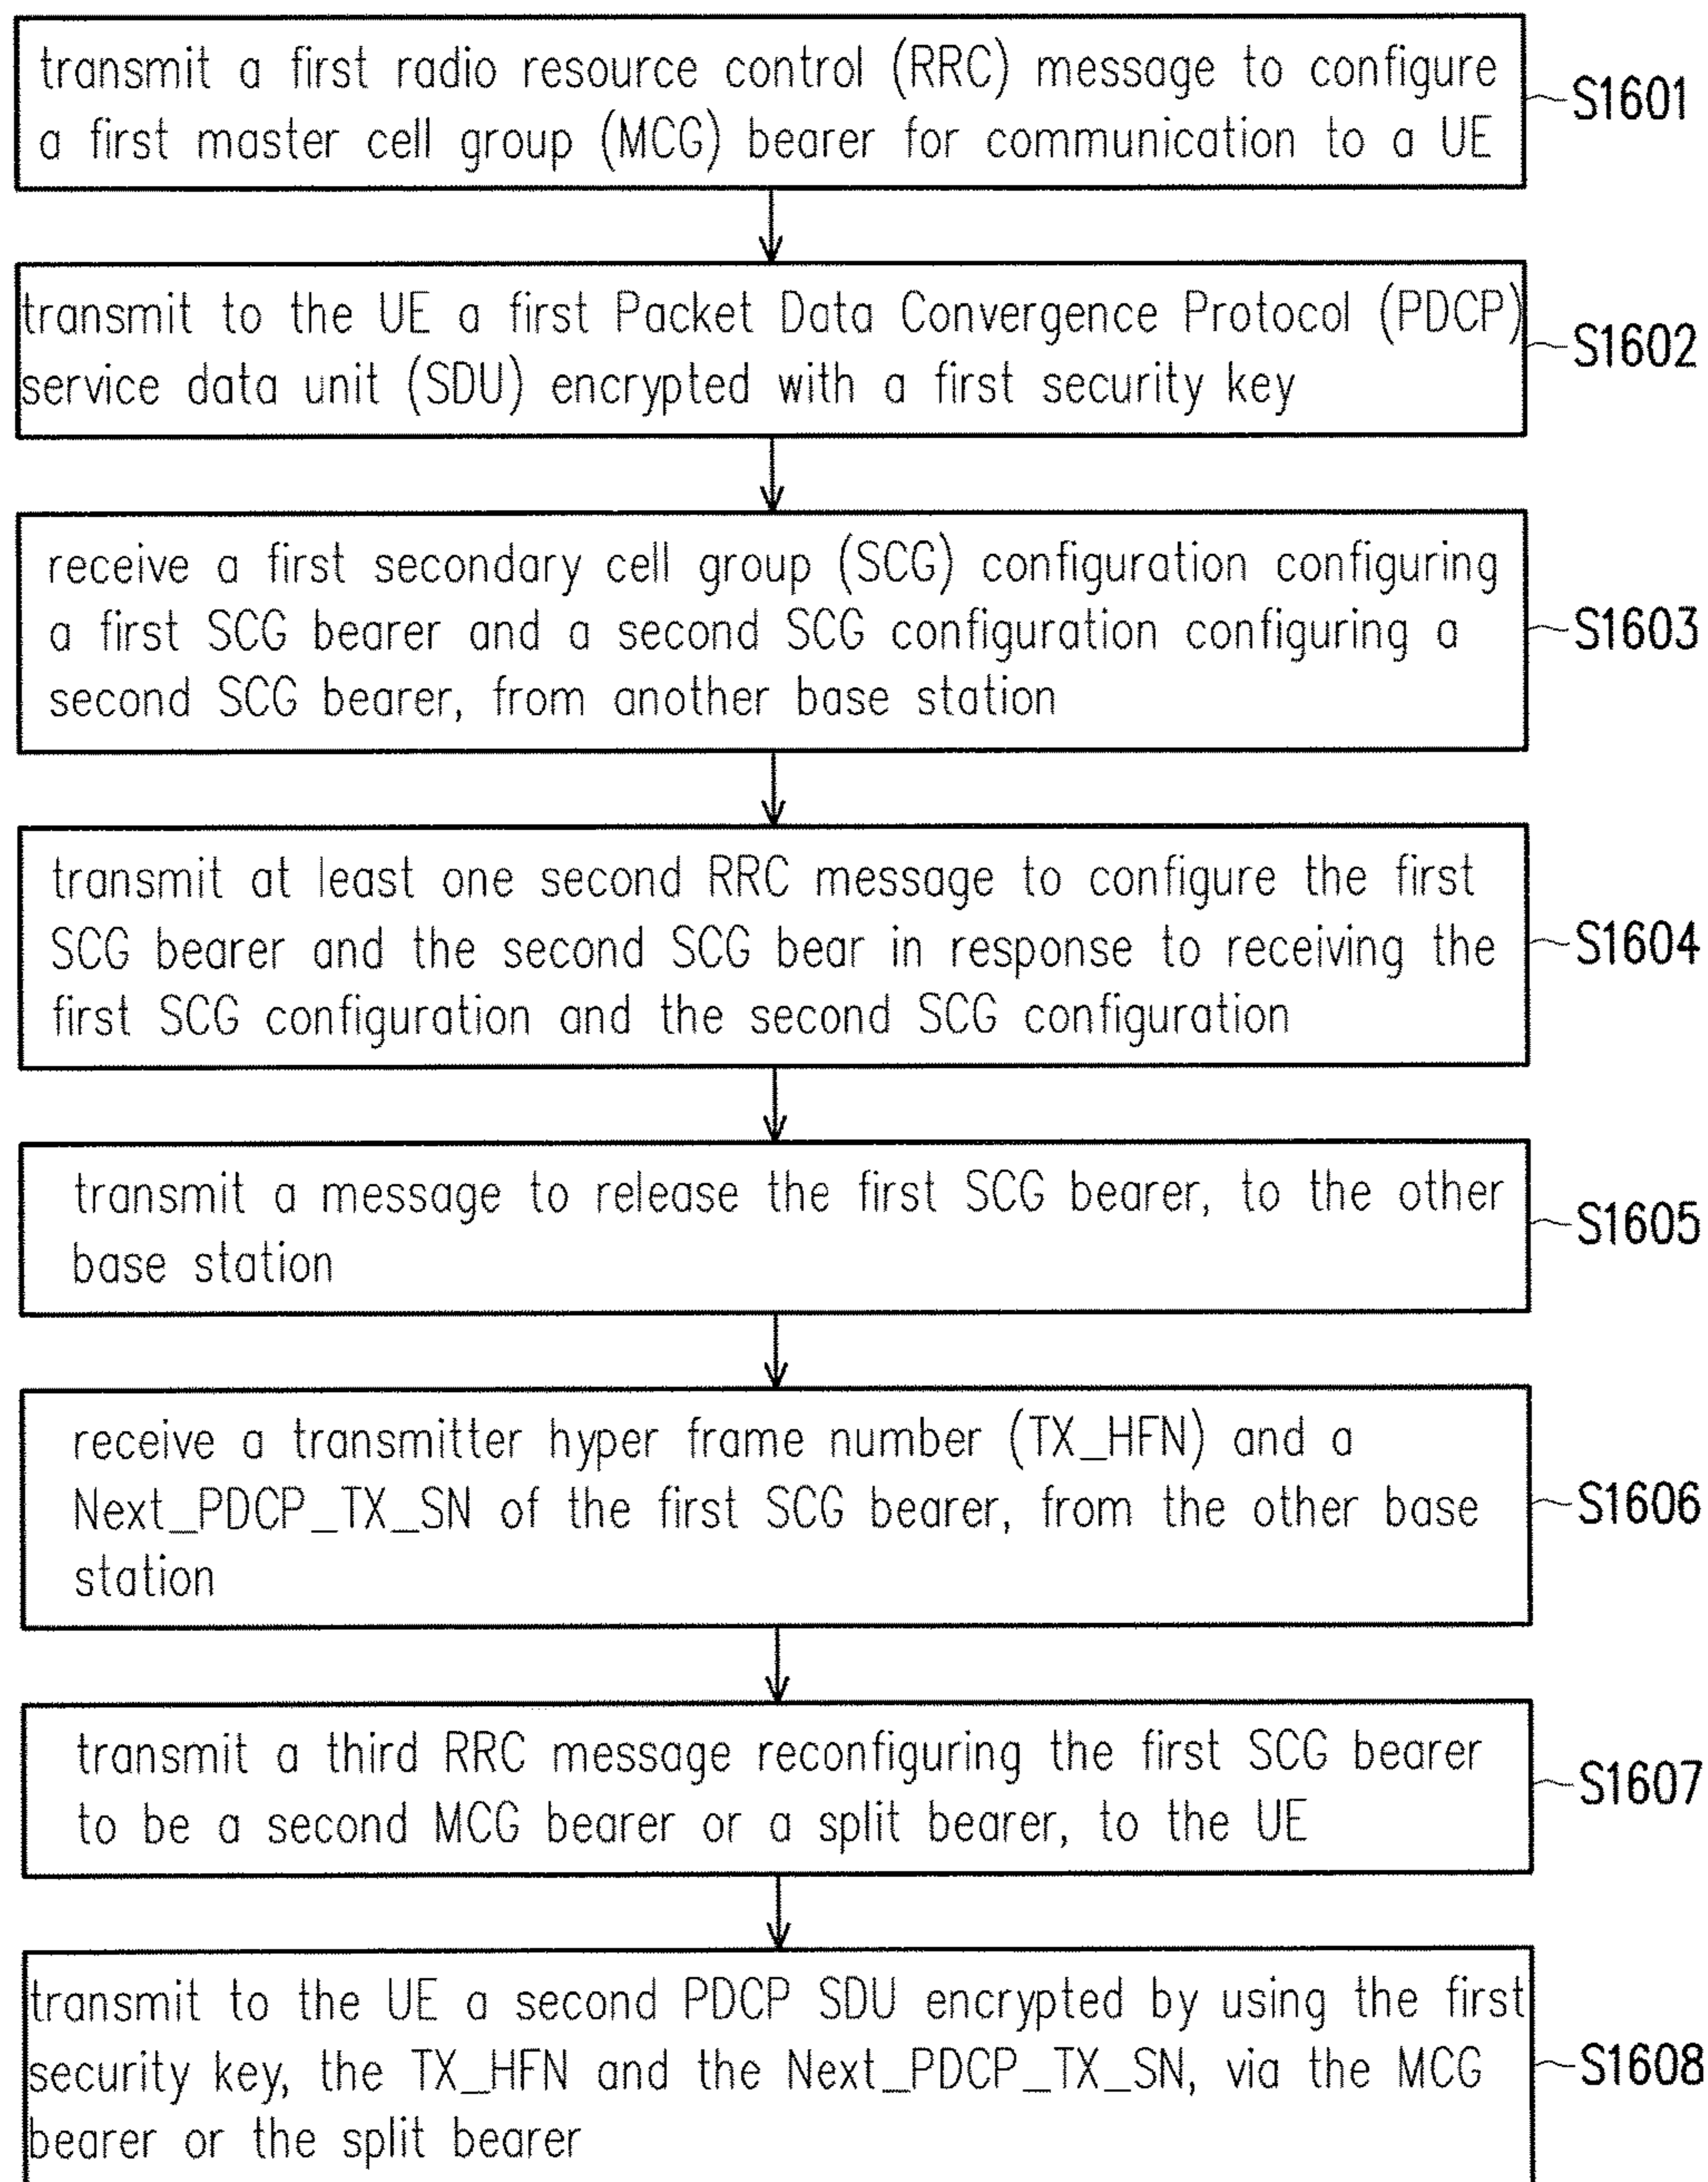 transmit a first radio resource control (RRC) message to configure
a first master cell group (MCG) bearer for communication to a UE
S1601
transmit to the UE a first Packet Data Convergence Protocol (PDCP)
service data unit (SDU) encrypted with a first security key
S1602
receive a first secondary cell group (SCG) configuration configuring
a first SCG bearer and a second SCG configuration configuring a
second SCG bearer, from another base station
S1603
transmit at least one second RRC message to configure the first
SCG bearer and the second SCG bear in response to receiving the
first SCG configuration and the second SCG configuration
S1604
transmit a message to release the first SCG bearer, to the other
base station
S1605
receive a transmitter hyper frame number (TX_HFN) and a
Next_PDCP_TX_SN of the first SCG bearer, from the other base
station
S1606
transmit a third RRC message reconfiguring the first SCG bearer
to be a second MCG bearer or a split bearer, to the UE
S1607
transmit to the UE a second PDCP SDU encrypted by using the first
security key, the TX_HFN and the Next_PDCP_TX_SN, via the MCG
bearer or the split bearer
S1608